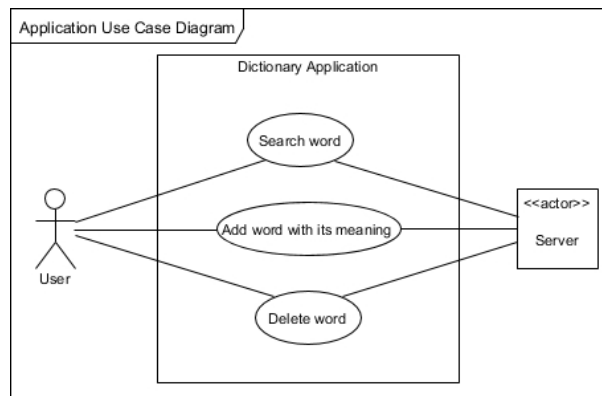 Application Use Case Diagram
Dictionary Application
Search word
<<actor>>
Add word with its meaning
Server
User
Delete word